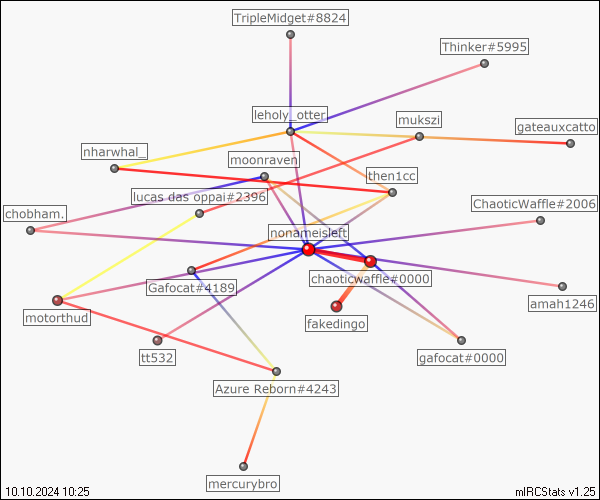 TripleMidget#8824
Thinker#5995
leholy_otter
mukszi
gateauxcatto
nharwhal_
moonraven
then1cc
lucas das oppai#2396
ChaoticWaffle#2006
chobham.
nonameisleft
chaoticwaffle#0000
Gafocat#4189
amah1246
motorthud
fakedingo
tt532
gafocat#0000
Azure Reborn#4243
mercurybro
10.10.2024 10:25
mIRCStats v1.25